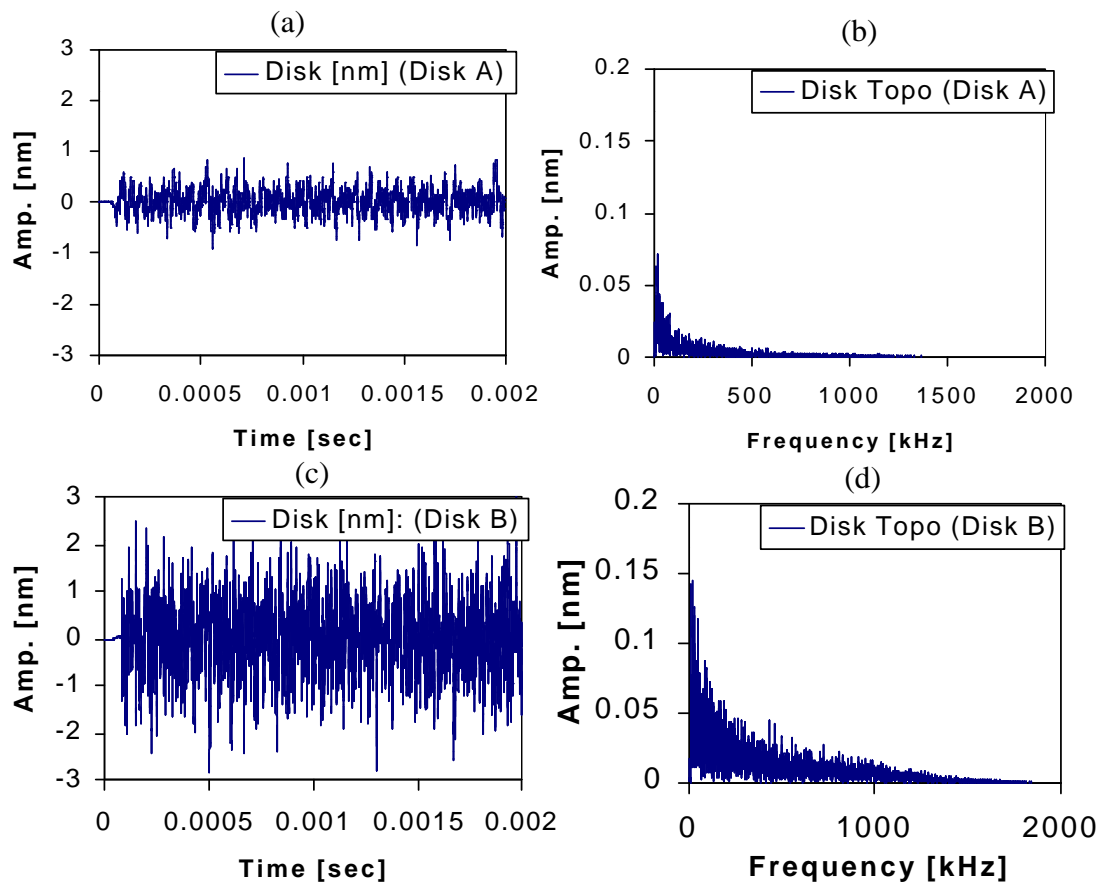 (a)
Disk [nm] (Disk A)
3
2
1
0
-1
-2
-3
Amp. [nm]
0 0.0005 0.001 0.0015 0.002
Time [sec]
(b)
Disk Topo (Disk A)
0.2
0.15
0.1
0.05
0
Amp. [nm]
0 500 1000 1500 2000
Frequency [kHz]
(c)
Disk [nm]: (Disk B)
3
2
1
0
-1
-2
-3
Amp. [nm]
0 0.0005 0.001 0.0015 0.002
Time [sec]
(d)
Disk Topo (Disk B)
0.2
0.15
0.1
0.05
0
Amp. [nm]
0 1000 2000
Frequency [kHz]